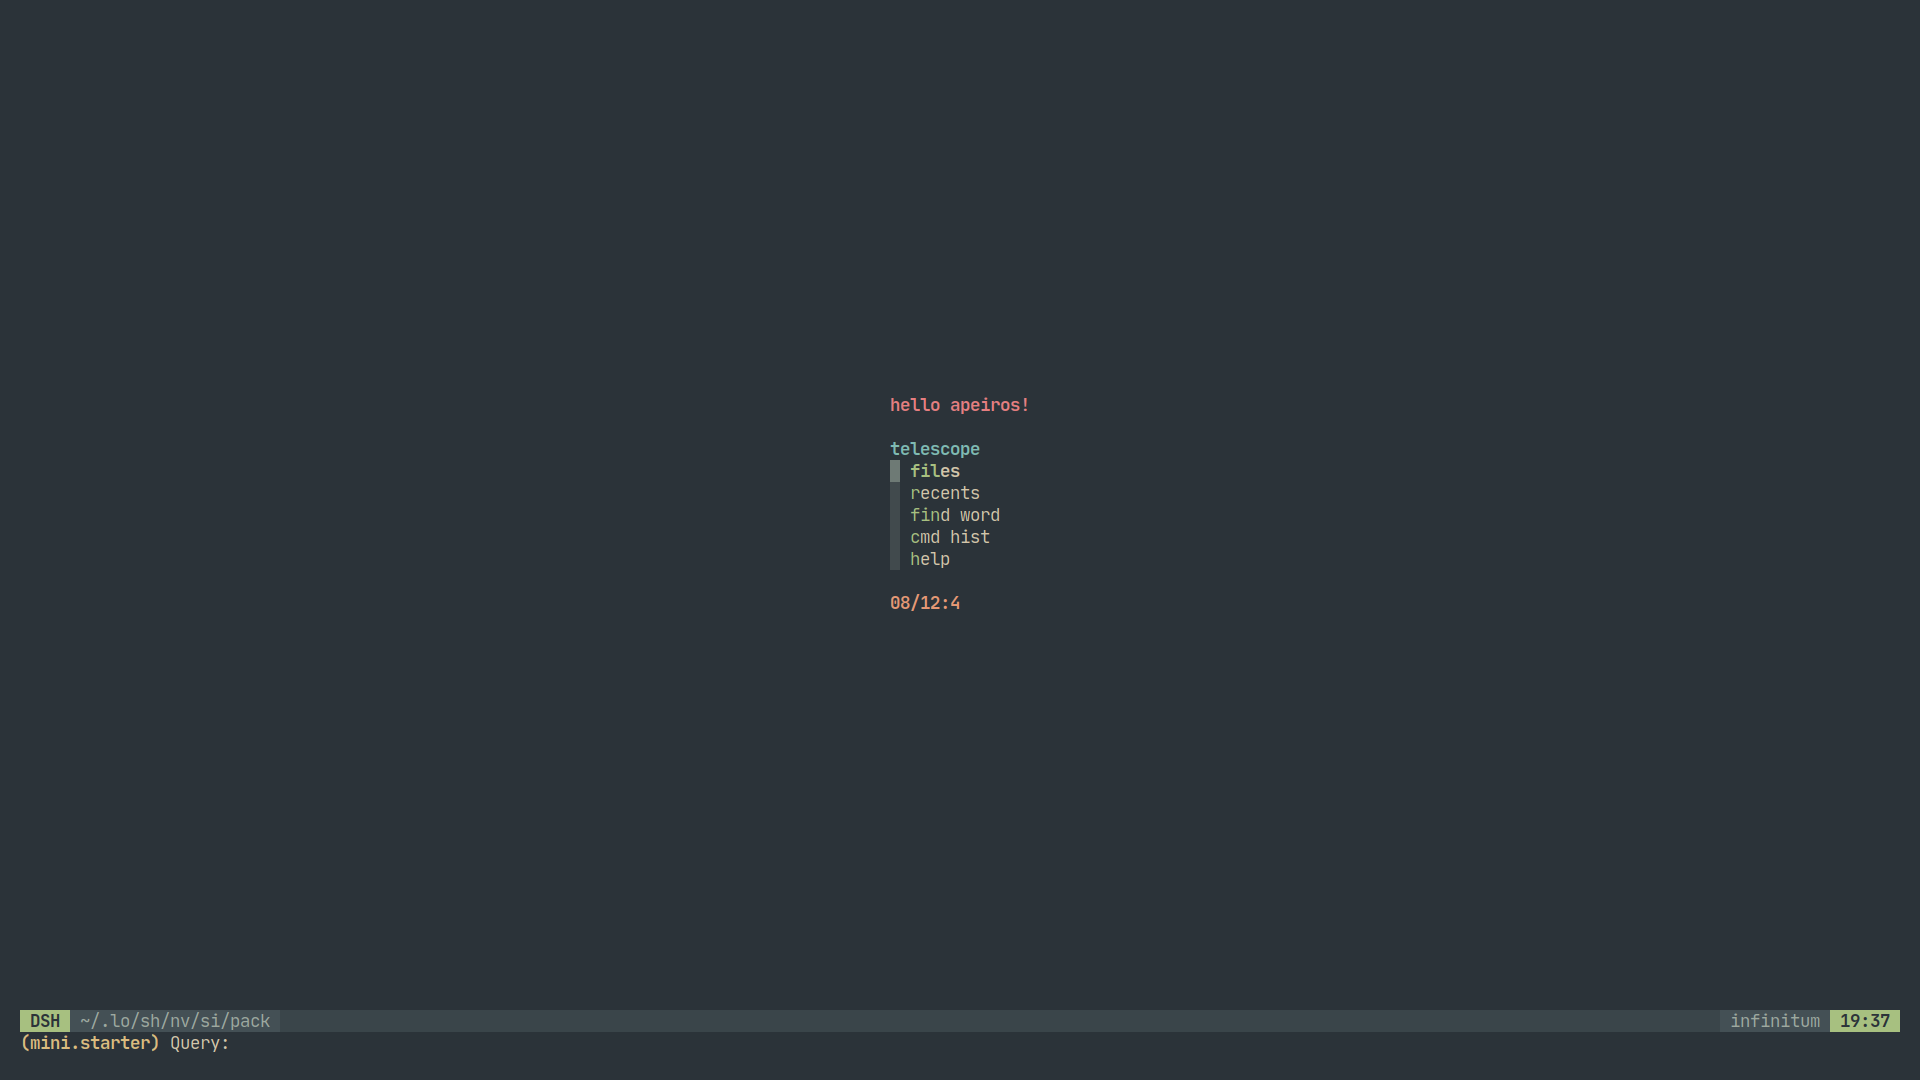 hello apeiros!
telescope
files
recents
find word
cmd hist
help
08/12:4
DSH ~/.lo/sh/nv/si/pack infinitum 19:37
(mini.starter) Query: